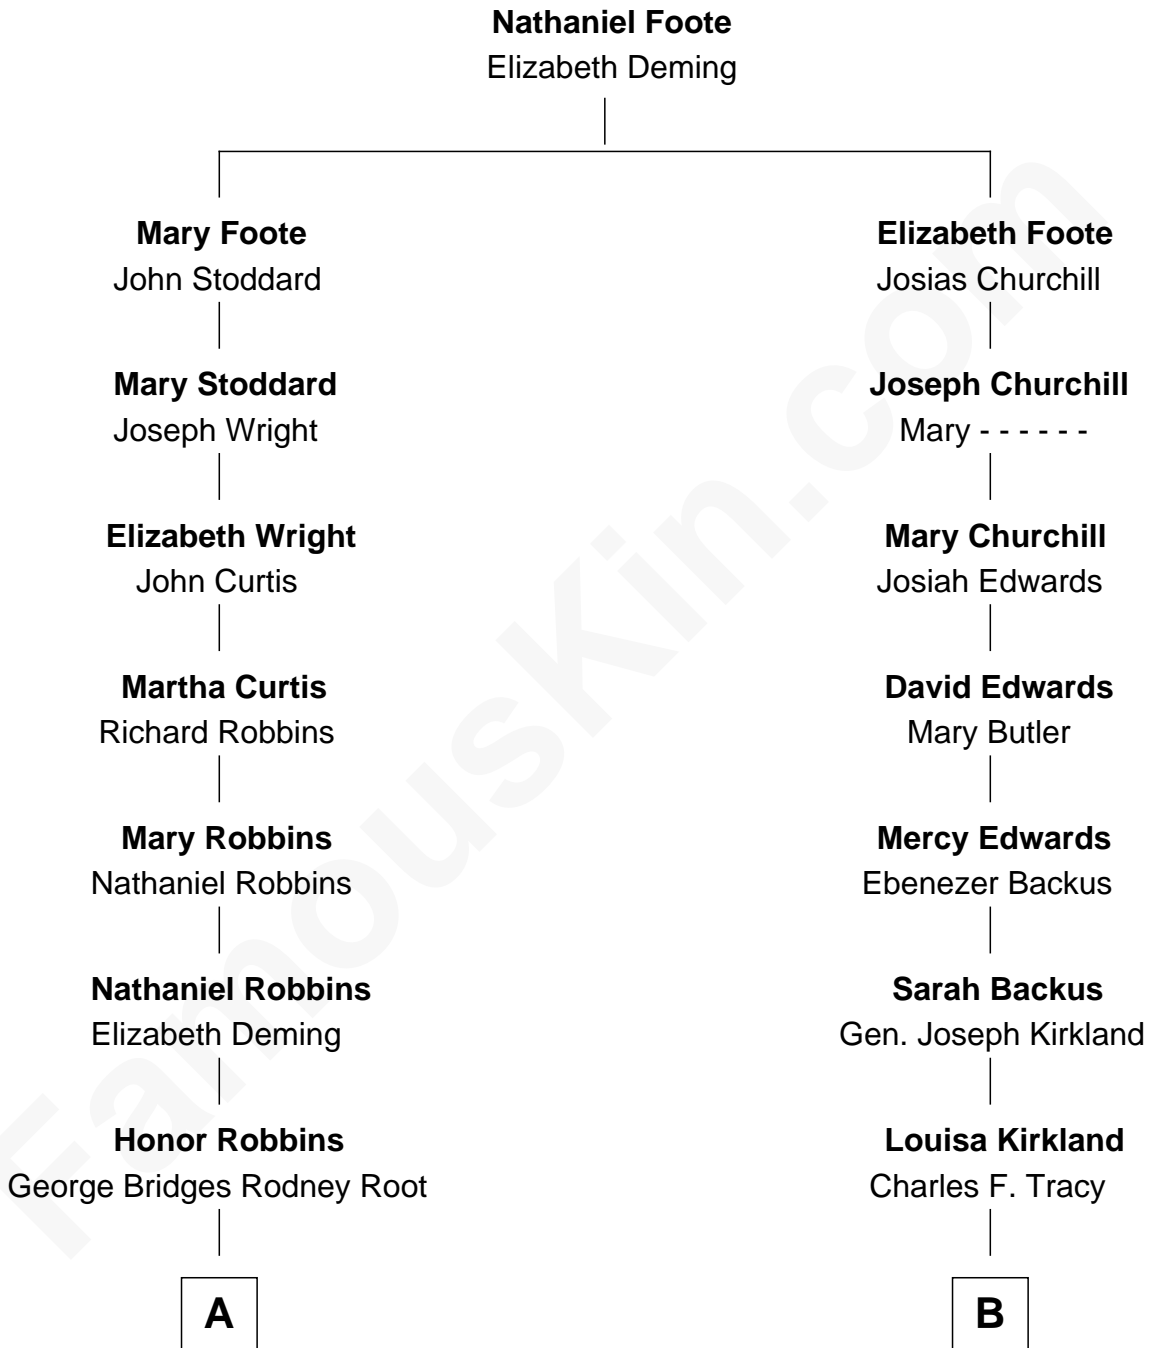 Nathaniel Foote
Elizabeth Deming
Mary Foote
John Stoddard
Elizabeth Foote
Josias Churchill
Mary Stoddard
Joseph Wright
Joseph Churchill
Mary - - - - - -
Elizabeth Wright
John Curtis
Mary Churchill
Josiah Edwards
Martha Curtis
Richard Robbins
David Edwards
Mary Butler
Mary Robbins
Nathaniel Robbins
Mercy Edwards
Ebenezer Backus
Nathaniel Robbins
Elizabeth Deming
Sarah Backus
Gen. Joseph Kirkland
Honor Robbins
George Bridges Rodney Root
Louisa Kirkland
Charles F. Tracy
A
B
FamousKin.com